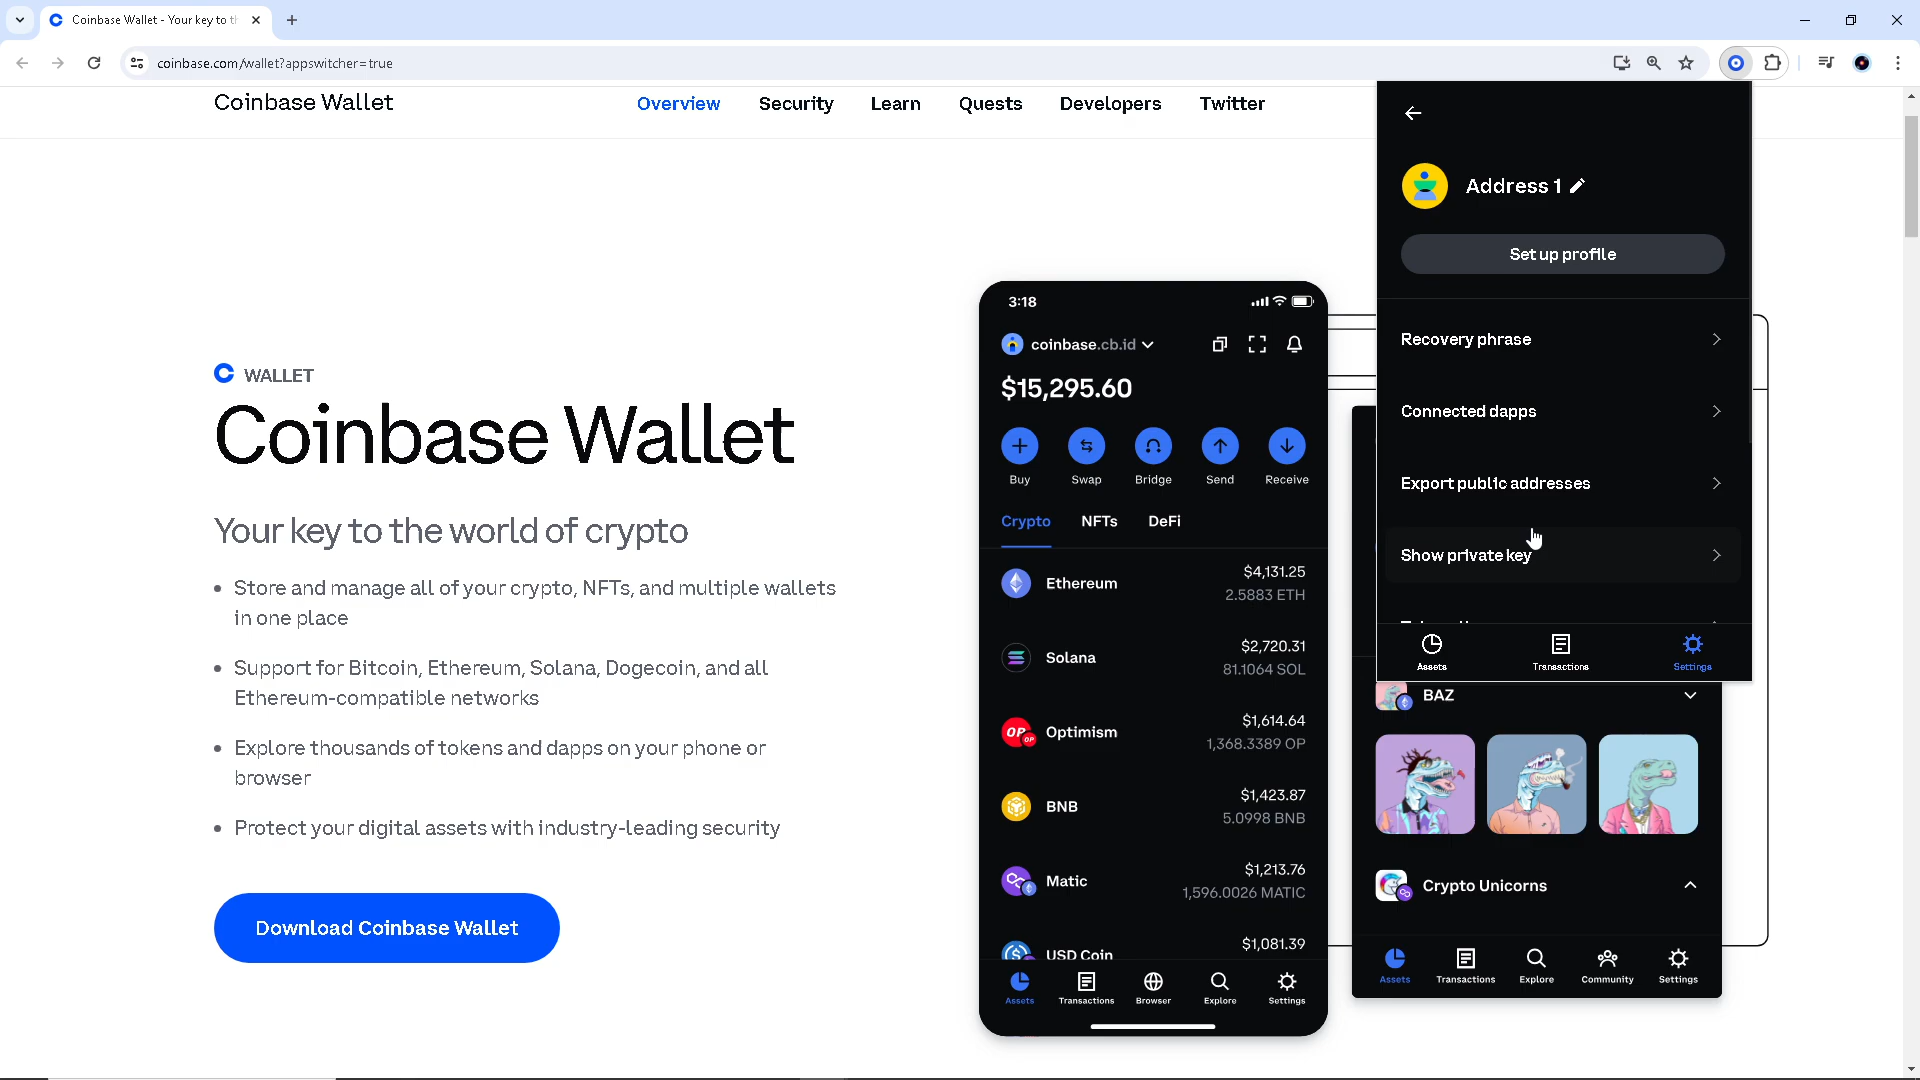 Coinbase Wallet - Your key to th
coinbase.com/wallet?appswitcher=true
Coinbase Wallet
Overview
Security
Learn
Quests
Developers
Twitter
WALLET
Coinbase Wallet
Your key to the world of crypto
Store and manage all of your crypto, NFTs, and multiple wallets
in one place
Support for Bitcoin, Ethereum, Solana, Dogecoin, and all
Ethereum-compatible networks
Explore thousands of tokens and dapps on your phone or
browser
Protect your digital assets with industry-leading security
Download Coinbase Wallet
3:18
coinbase.cb.id
$15,295.60
Buy
Swap
Bridge
Send
Receive
Crypto
NFTs
DeFi
Ethereum
$4,131.25
2.5883 ETH
Solana
$2,720.31
81.1064 SOL
OP OP
Optimism
$1,614.64
1,368.3389 OP
BNB
$1,423.87
5.0998 BNB
Matic
$1,213.76
1,596.0026 MATIC
USD Coin
$1,081.39
Assets
Transactions
Browser
Explore
Settings
Address 1
Set up profile
Recovery phrase
Connected dapps
Export public addresses
Show private key
Assets
Transactions
Settings
BAZ
Crypto Unicorns
Assets
Transactions
Explore
Community
Settings